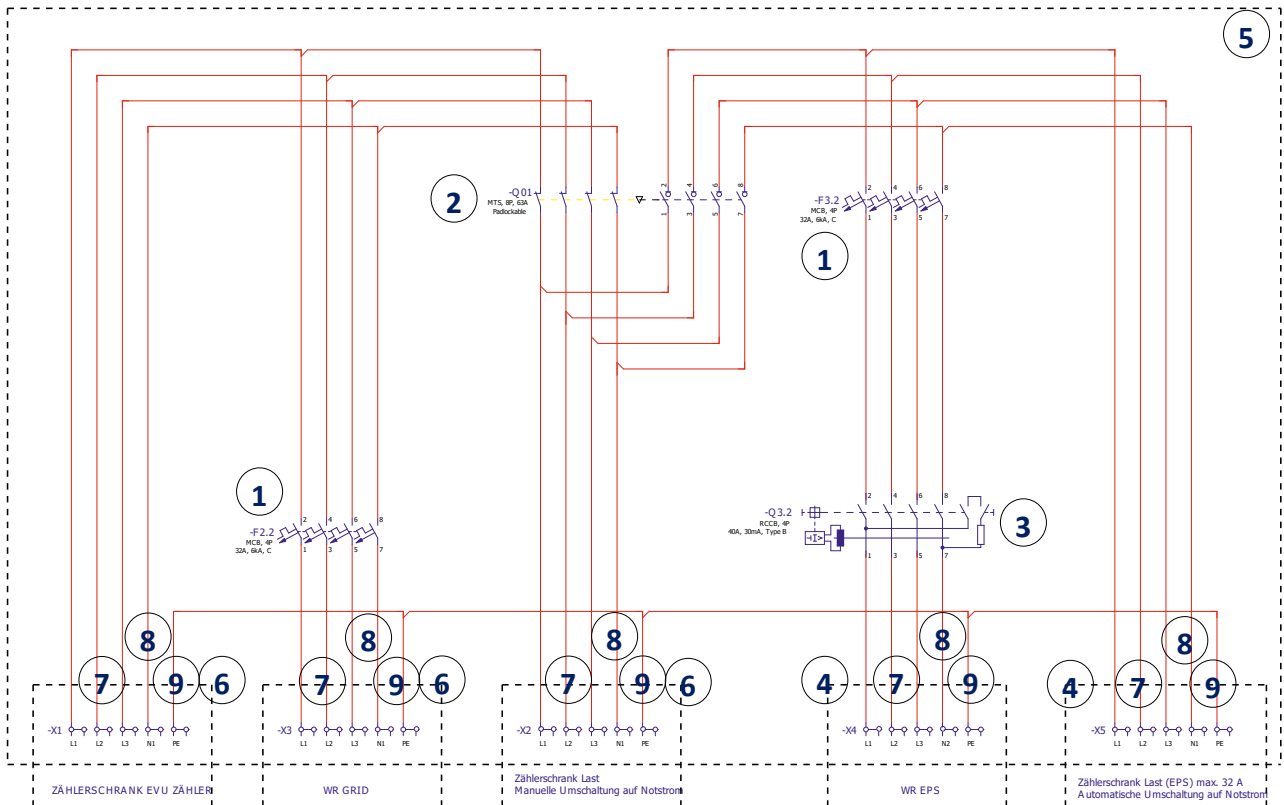 5
-Q01
MTS, 8P, 63A
Padlockable
2
2 4 6 8
1 3 5 7
-F3.2
MCB, 4P
32A, 6kA, C
2 4 6 8
1 3 5 7
1
1
-F2.2
MCB, 4P
32A, 6kA, C
2 4 6 8
1 3 5 7
-Q3.2
RCCB, 4P
40A, 30mA, Type B
2 4 6 8
1 3 5 7
I>
3
8 8 8 8 8
7 9 6 7 9 6 7 9 6 4 7 9 4 7 9
-X1 L1 L2 L3 N1 PE
-X3 L1 L2 L3 N1 PE
-X2 L1 L2 L3 N1 PE
-X4 L1 L2 L3 N2 PE
-X5 L1 L2 L3 N1 PE
ZÄHLERSCHRANK EVU ZÄHLER
WR GRID
Zählerschrank Last
Manuelle Umschaltung auf Notstrom
WR EPS
Zählerschrank Last (EPS) max. 32 A
Automatische Umschaltung auf Notstrom